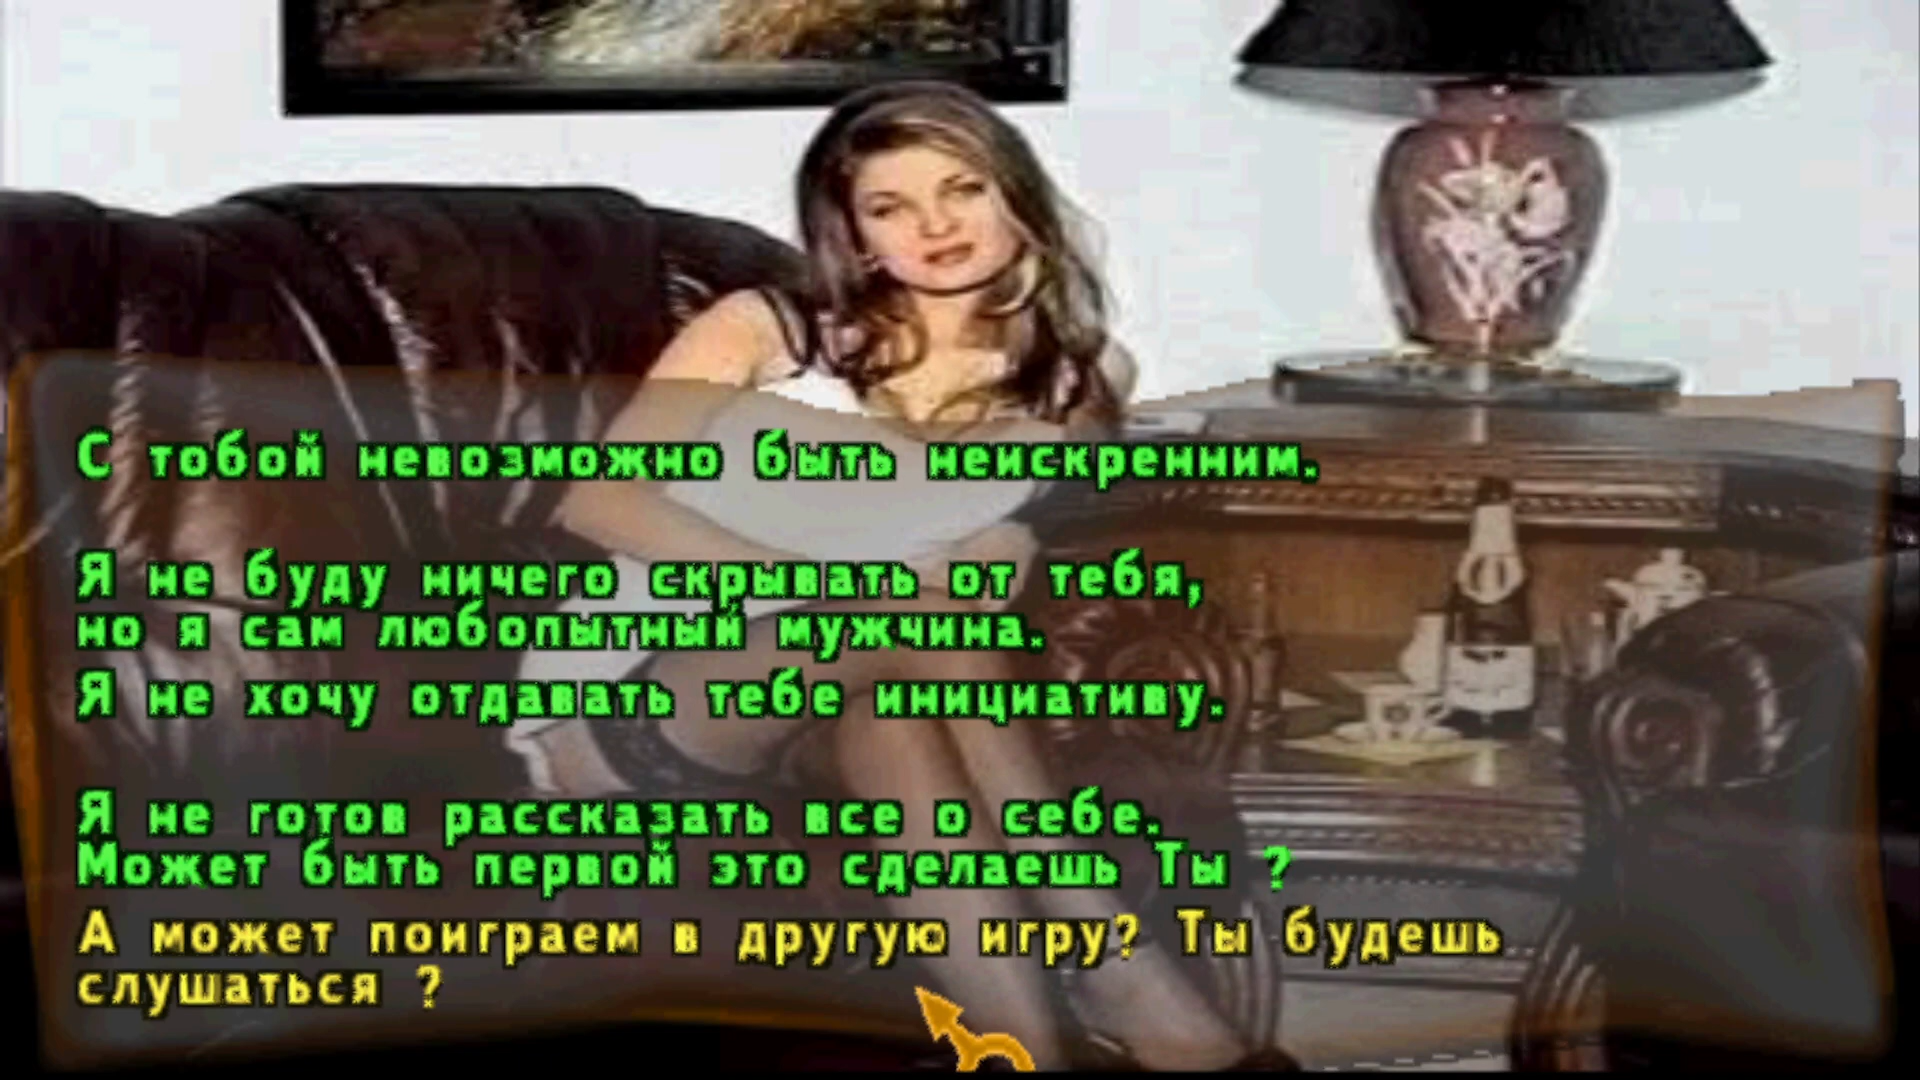 С тобой невозможно быть неискренним.
Я не буду ничего скрывать от тебя,
но я сам любопытный мужчина.
Я не хочу отдавать тебе инициативу.
Я не готов рассказать все о себе.
Может быть первой это сделаешь Ты ?
А может поиграем в другую игру? Ты будешь
слушаться ?